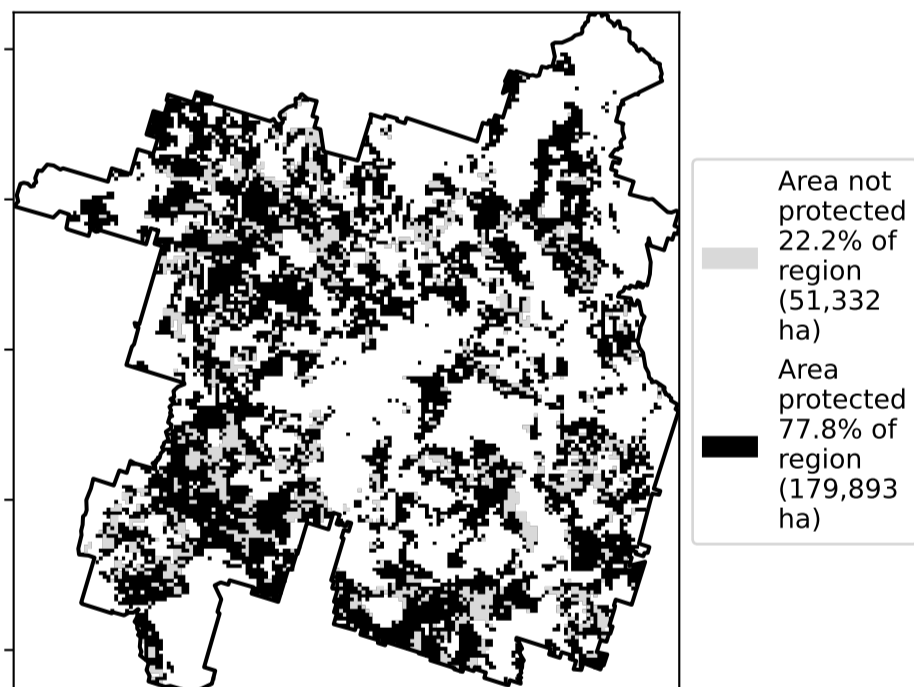 Area not
protected
22.2% of
region
(51,332
ha)
Area
protected
77.8% of
region
(179,893
ha)